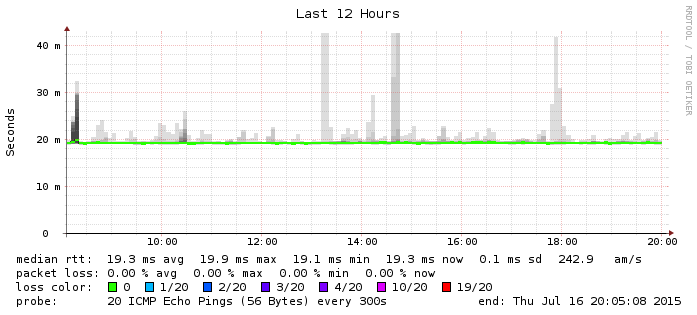 Last 12 Hours
RRDTOOL / TOBI OETIKER
Seconds
40 m
30 m
20 m
10 m
0
10:00 12:00 14:00 16:00 18:00 20:00
median rtt: 19.3 ms avg 19.9 ms max 19.1 ms min 19.3 ms now 0.1 ms sd 242.9 am/s
packet loss: 0.00 % avg 0.00 % max 0.00 % min 0.00 % now
loss color: 0 1/20 2/20 3/20 4/20 10/20 19/20
probe: 20 ICMP Echo Pings (56 Bytes) every 300s end: Thu Jul 16 20:05:08 2015